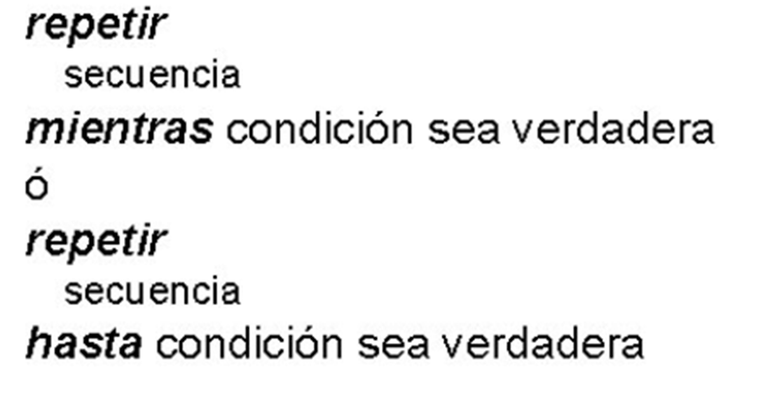 repetir
secuencia
mientras condición sea verdadera
ó
repetir
secuencia
hasta condición sea verdadera